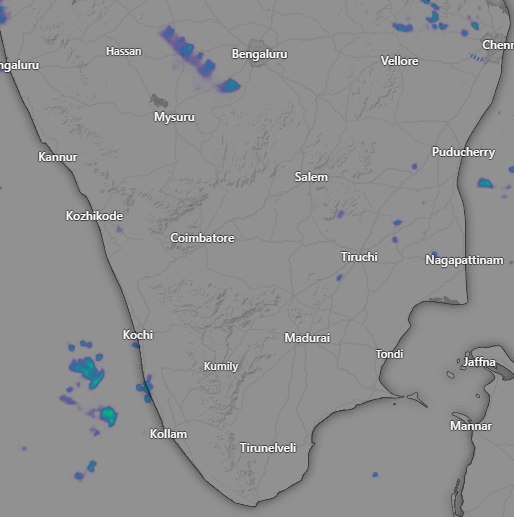 Chenn
Hassan
Bengaluru
Vellore
ngaluru
Mysuru
Puducherry
Kannur
Salem
Kozhikode
Coimbatore
Tiruchi
Nagapattinam
Kochi
Madurai
Tondi
Jaffna
Kumily
Mannar
Kollam
Tirunelveli